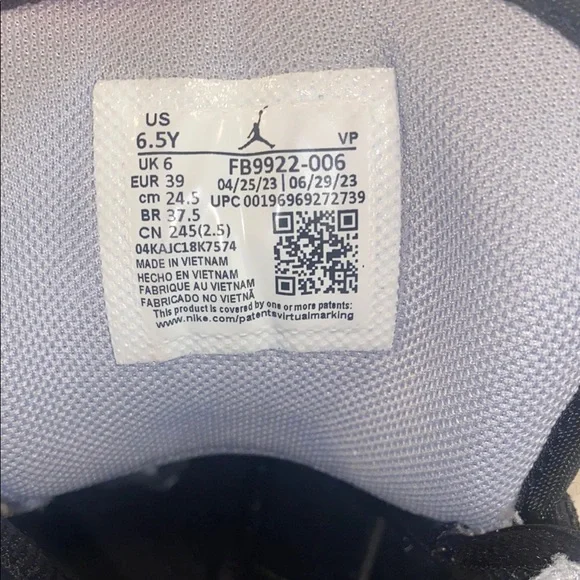 US
6.5Y VP
UK 6 FB9922-006
EUR 39 04/25/23 | 06/29/23
cm 24.5 UPC 00196969272739
BR 37.5
CN 245(2.5)
04KAJC18K7574
MADE IN VIETNAM
HECHO EN VIETNAM
FABRIQUE AU VIETNAM
FABRICADO NO VIETNÃ
This product is covered by one or more patents:
www.nike.com/patentsvirtualmarking